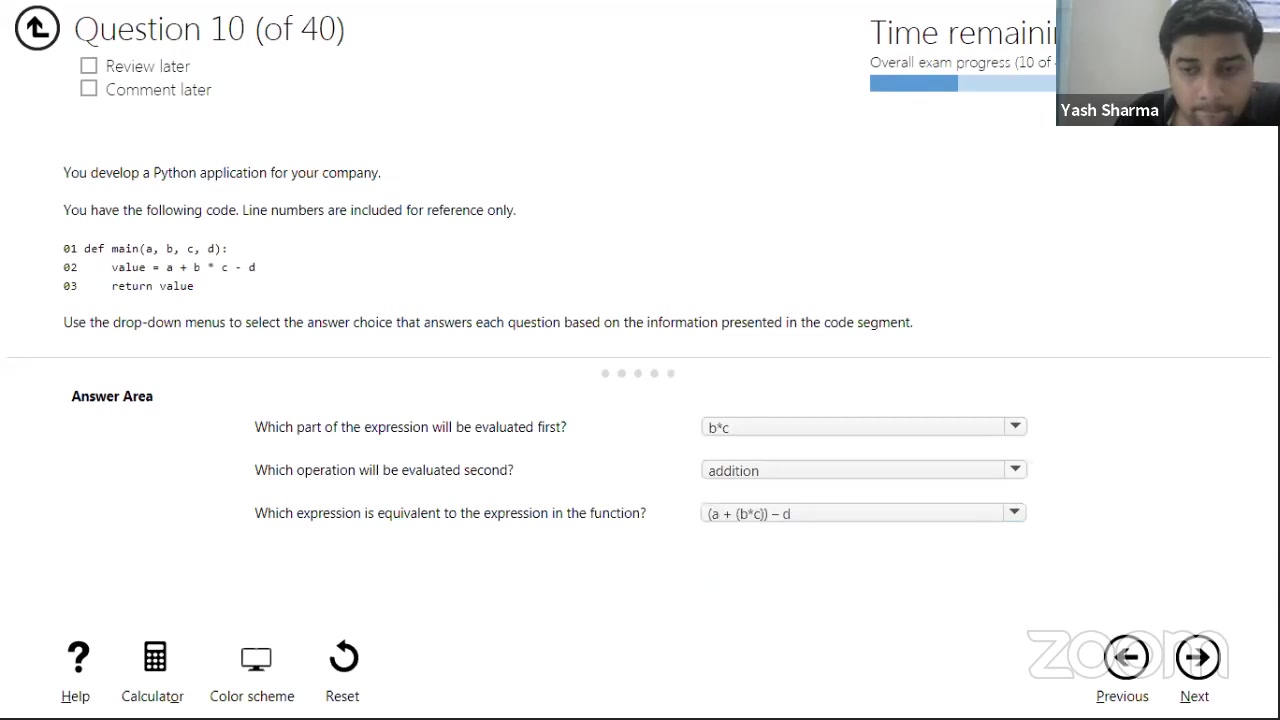 Question 10 (of 40)
Review later
Comment later
Time remaini
Overall exam progress (10 of
Yash Sharma
You develop a Python application for your company.
You have the following code. Line numbers are included for reference only.
01 def main(a, b, c, d):
02 value = a + b * c - d
03 return value
Use the drop-down menus to select the answer choice that answers each question based on the information presented in the code segment.
Answer Area
Which part of the expression will be evaluated first? b*c
Which operation will be evaluated second? addition
Which expression is equivalent to the expression in the function? (a + (b*c)) – d
zoom
? Help
Calculator
Color scheme
Reset
Previous
Next